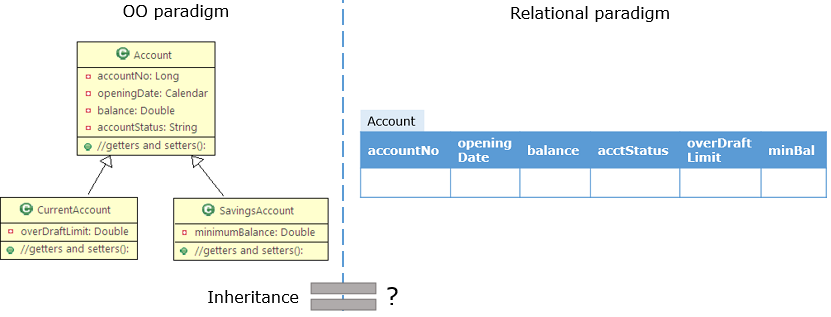 OO paradigm
Relational paradigm
C Account
accountNo: Long
openingDate: Calendar
balance: Double
accountStatus: String
//getters and setters():
C CurrentAccount
overDraftLimit: Double
//getters and setters():
C SavingsAccount
minimumBalance: Double
//getters and setters():
Account
accountNo
opening
Date
balance
acctStatus
overDraft
Limit
minBal
Inheritance
?